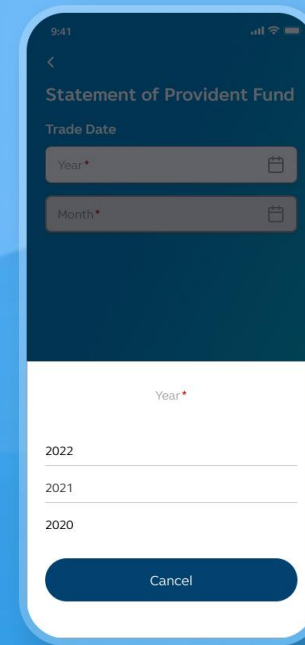 9:41
Statement of Provident Fund
Trade Date
Year*
Month*
Year*
2022
2021
2020
Cancel